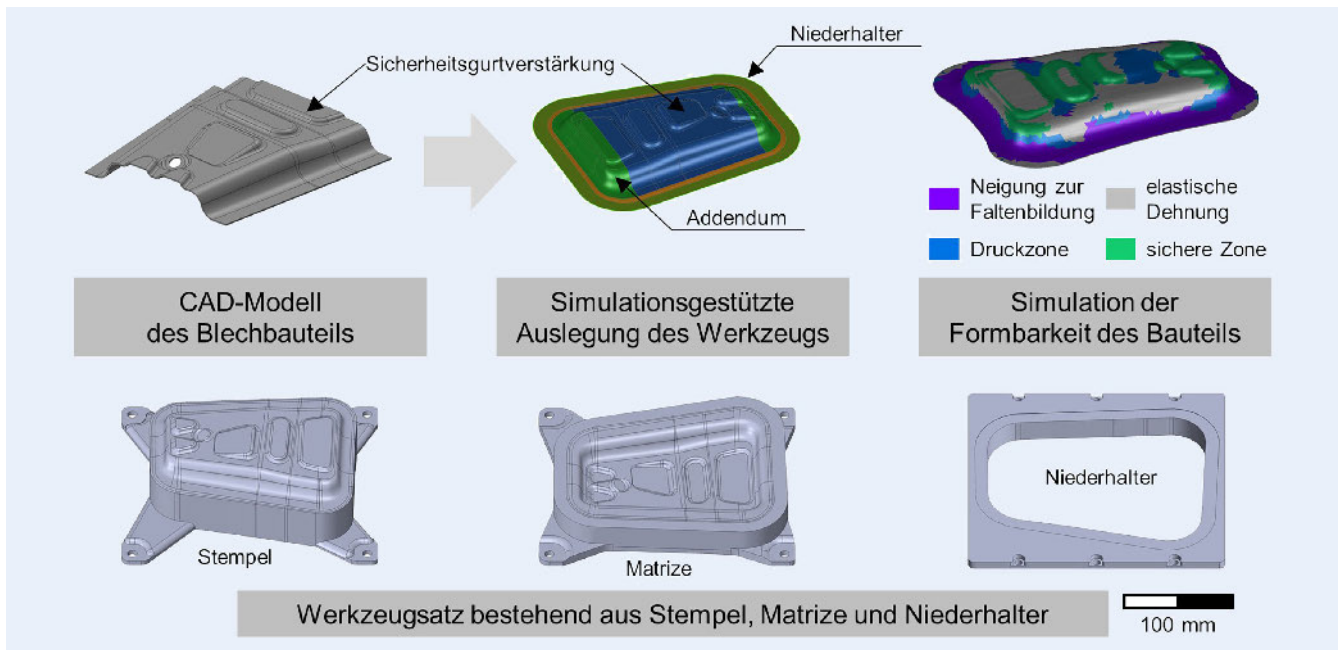 Niederhalter
Sicherheitsgurtverstärkung
Addendum
Neigung zur
Faltenbildung
elastische
Dehnung
Druckzone
sichere Zone
CAD-Modell
des Blechbauteils
Simulationsgestützte
Auslegung des Werkzeugs
Simulation der
Formbarkeit des Bauteils
Stempel
Matrize
Niederhalter
Werkzeugsatz bestehend aus Stempel, Matrize und Niederhalter
100 mm